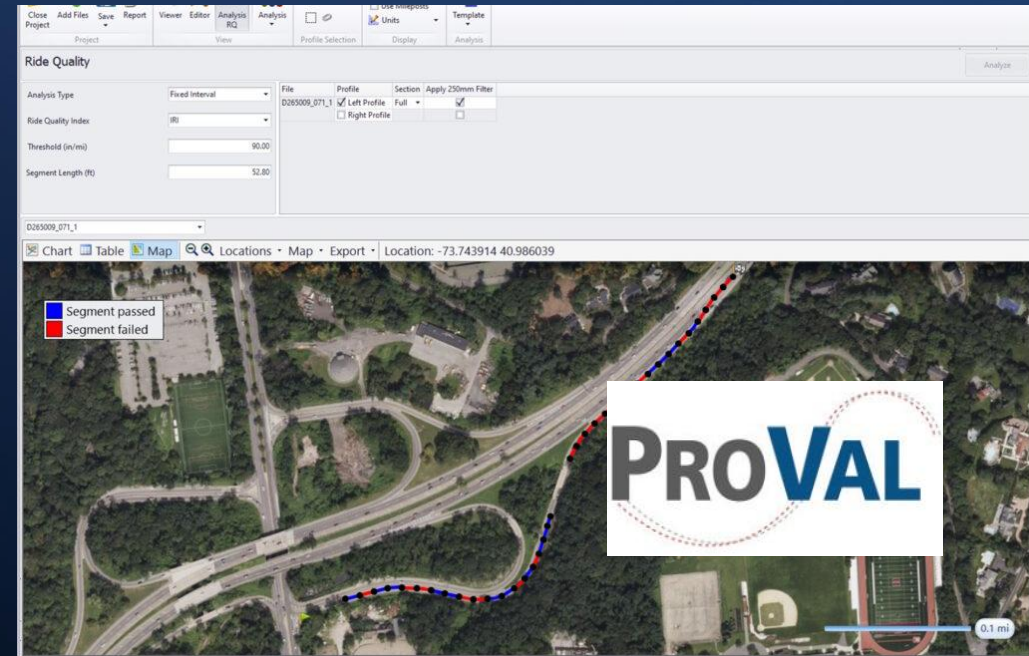 Close Project
Add Files
Save
Report
Viewer
Editor
Analysis RQ
Analysis
Use Mileposts
Units
Template
Project
View
Profile Selection
Display
Analysis
Ride Quality
Analyze
Analysis Type Fixed Interval
Ride Quality Index IRI
Threshold (in/mi) 90.00
Segment Length (ft) 52.80
File Profile Section Apply 250mm Filter
D265009_071_1 Left Profile Full
Right Profile
D265009_071_1
Chart Table Map Locations Map Export Location: -73.743914 40.986039
Segment passed
Segment failed
PROVAL
0.1 mi